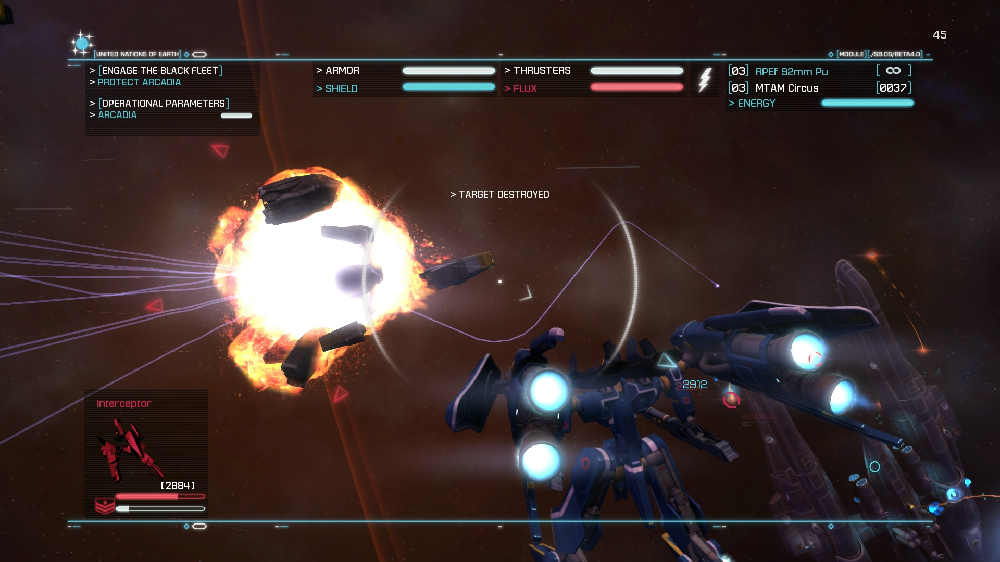 45
[UNITED NATIONS OF EARTH]
[MODULE][./SB.OS/BETA4.0]
> [ENGAGE THE BLACK FLEET]
> PROTECT ARCADIA
> [OPERATIONAL PARAMETERS]
> ARCADIA
> ARMOR
> SHIELD
> THRUSTERS
> FLUX
[03] RPEf 92mm Pu [ ∞ ]
[03] MTAM Circus [0037]
> ENERGY
> TARGET DESTROYED
2912
Interceptor
[2884]